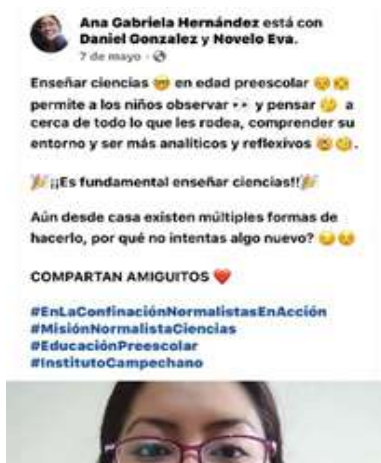 Ana Gabriela Hernández está con
Daniel Gonzalez y Novelo Eva.
7 de mayo ·
Enseñar ciencias 🤓 en edad preescolar 🧐🧐
permite a los niños observar 👀 y pensar 🤔 a
cerca de todo lo que les rodea, comprender su
entorno y ser más analíticos y reflexivos 🧐🤔.
🎉¡¡Es fundamental enseñar ciencias!!🎉
Aún desde casa existen múltiples formas de
hacerlo, por qué no intentas algo nuevo? 😏😏
COMPARTAN AMIGUITOS ❤️
#EnLaConfinaciónNormalistasEnAcción
#MisiónNormalistaCiencias
#EducaciónPreescolar
#InstitutoCampechano